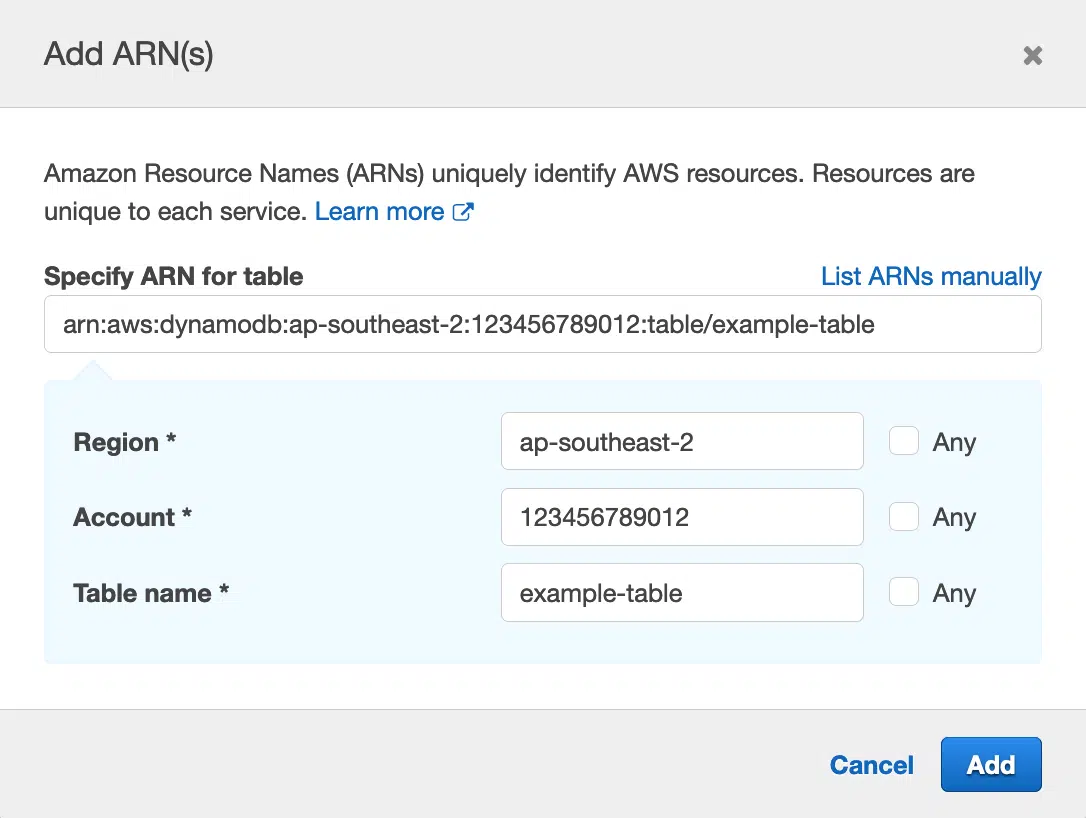 Add ARN(s)
Amazon Resource Names (ARNs) uniquely identify AWS resources. Resources are
unique to each service. Learn more
Specify ARN for table List ARNs manually
arn:aws:dynamodb:ap-southeast-2:123456789012:table/example-table
Region * ap-southeast-2 Any
Account * 123456789012 Any
Table name * example-table Any
Cancel Add